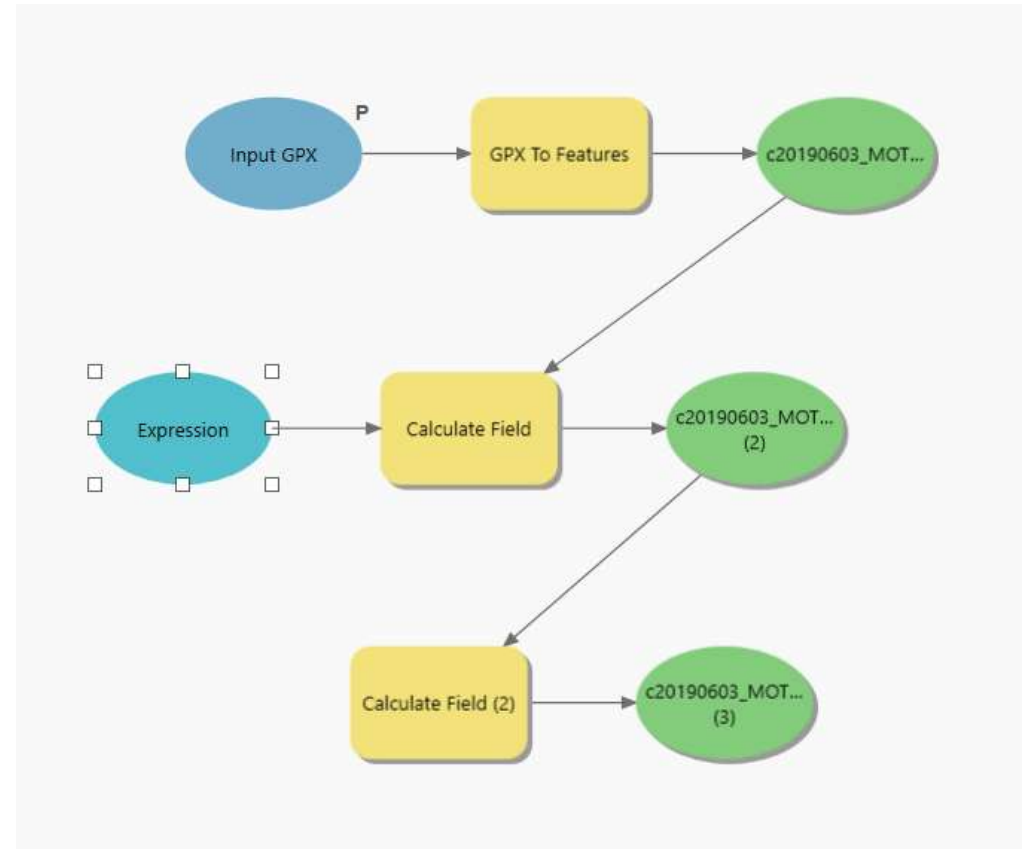 P
Input GPX
GPX To Features
c20190603_MOT...
Expression
Calculate Field
c20190603_MOT...
(2)
Calculate Field (2)
c20190603_MOT...
(3)